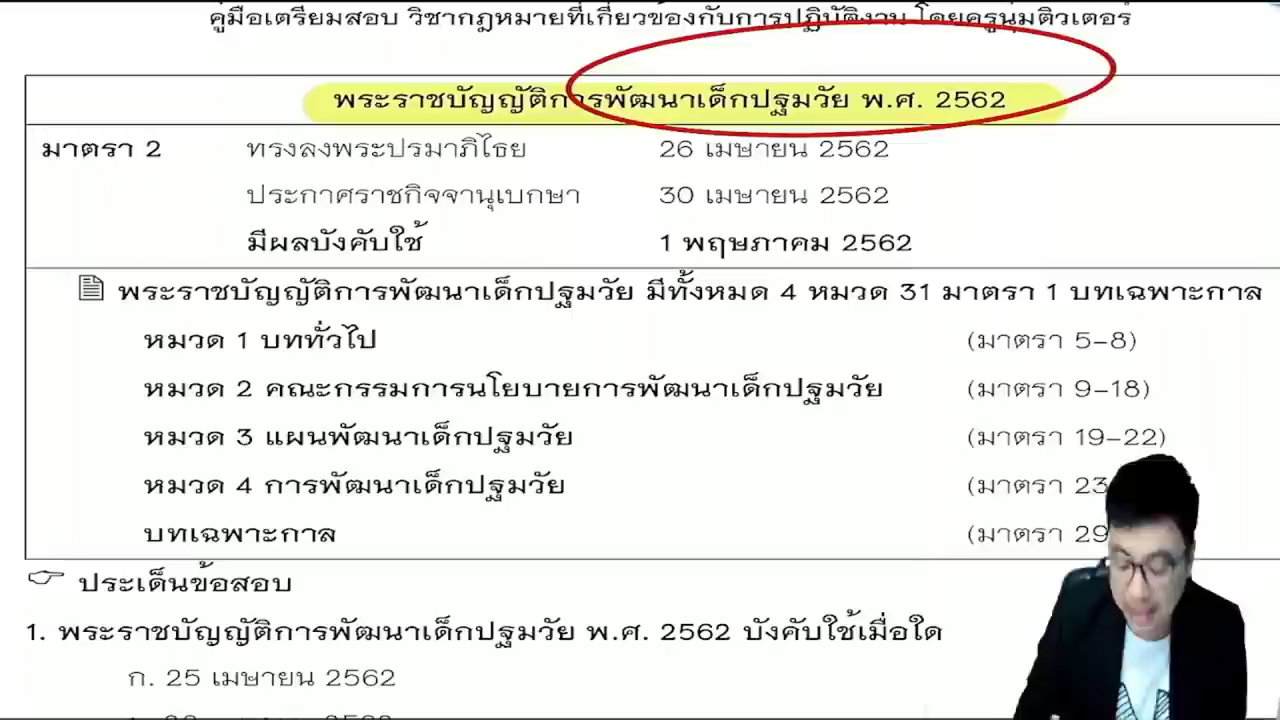 คู่มือเตรียมสอบ วิชากฎหมายที่เกี่ยวข้องกับการปฏิบัติงาน โดยครูนุ่มติวเตอร์
พระราชบัญญัติการพัฒนาเด็กปฐมวัย พ.ศ. 2562
มาตรา 2 ทรงลงพระปรมาภิไธย 26 เมษายน 2562
ประกาศราชกิจจานุเบกษา 30 เมษายน 2562
มีผลบังคับใช้ 1 พฤษภาคม 2562
พระราชบัญญัติการพัฒนาเด็กปฐมวัย มีทั้งหมด 4 หมวด 31 มาตรา 1 บทเฉพาะกาล
หมวด 1 บททั่วไป (มาตรา 5-8)
หมวด 2 คณะกรรมการนโยบายการพัฒนาเด็กปฐมวัย (มาตรา 9-18)
หมวด 3 แผนพัฒนาเด็กปฐมวัย (มาตรา 19-22)
หมวด 4 การพัฒนาเด็กปฐมวัย (มาตรา 23
บทเฉพาะกาล (มาตรา 29
ประเด็นข้อสอบ
1. พระราชบัญญัติการพัฒนาเด็กปฐมวัย พ.ศ. 2562 บังคับใช้เมื่อใด
ก. 25 เมษายน 2562